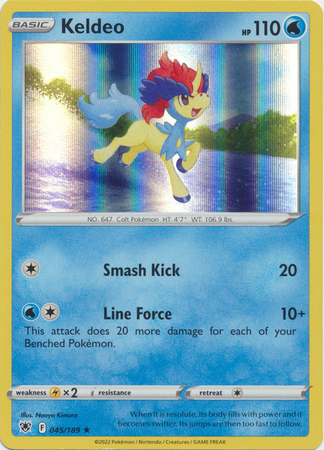 BASIC Keldeo HP 110
NO. 647 Colt Pokémon HT: 4'7" WT: 106.9 lbs.
Smash Kick 20
Line Force 10+
This attack does 20 more damage for each of your
Benched Pokémon.
weakness ×2 resistance retreat
Illus. Naoyo Kimura
When it is resolute, its body fills with power and it
becomes swifter. Its jumps are then too fast to follow.
F 045/189 ★
©2022 Pokémon / Nintendo / Creatures / GAME FREAK